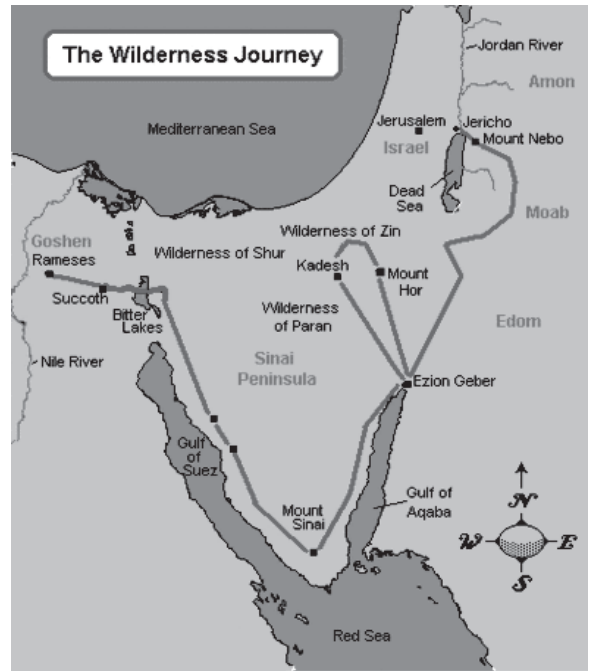 The Wilderness Journey
Jordan River
Amon
Mediterranean Sea
Jerusalem
Jericho
Mount Nebo
Israel
Dead
Sea
Moab
Goshen
Rameses
Wilderness of Shur
Wilderness of Zin
Kadesh
Mount
Hor
Succoth
Bitter
Lakes
Wilderness
of Paran
Edom
Nile River
Sinai
Peninsula
Ezion Geber
Gulf
of
Suez
Mount
Sinai
Gulf of
Aqaba
N
W
E
S
Red Sea